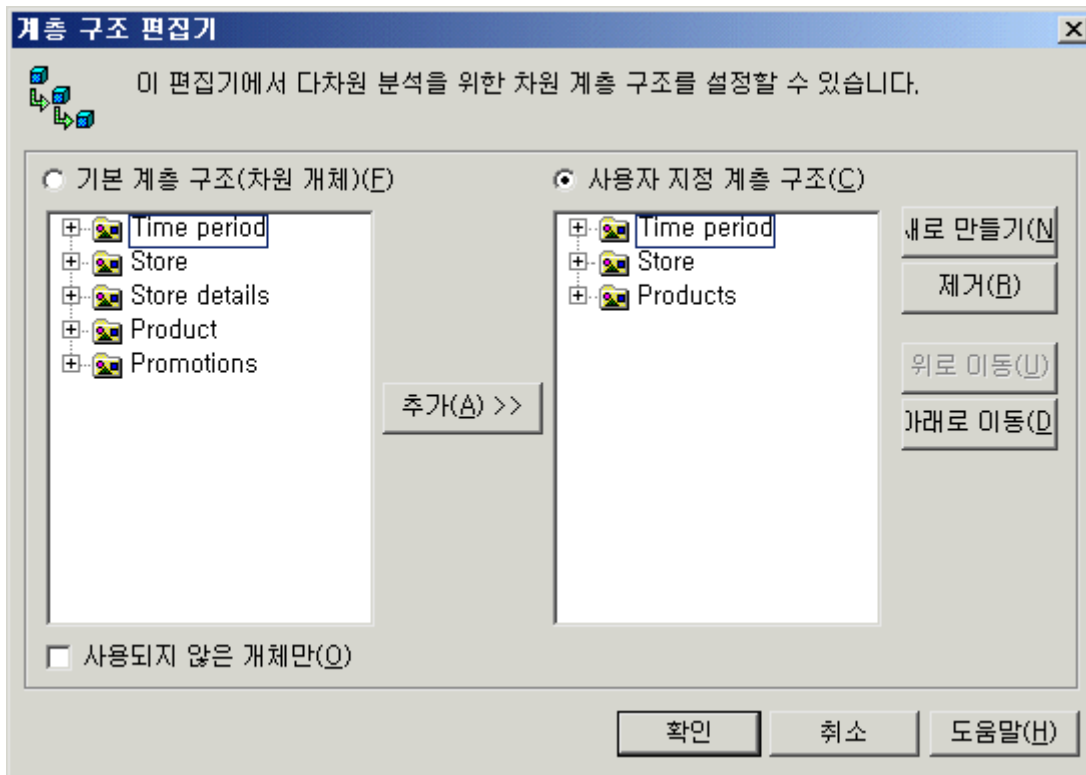 계층 구조 편집기
이 편집기에서 다차원 분석을 위한 차원 계층 구조를 설정할 수 있습니다.
기본 계층 구조(차원 개체)(F)
Time period
Store
Store details
Product
Promotions
사용되지 않은 개체만(O)
추가(A) >>
사용자 지정 계층 구조(C)
Time period
Store
Products
새로 만들기(N
제거(R)
위로 이동(U)
아래로 이동(D
확인
취소
도움말(H)